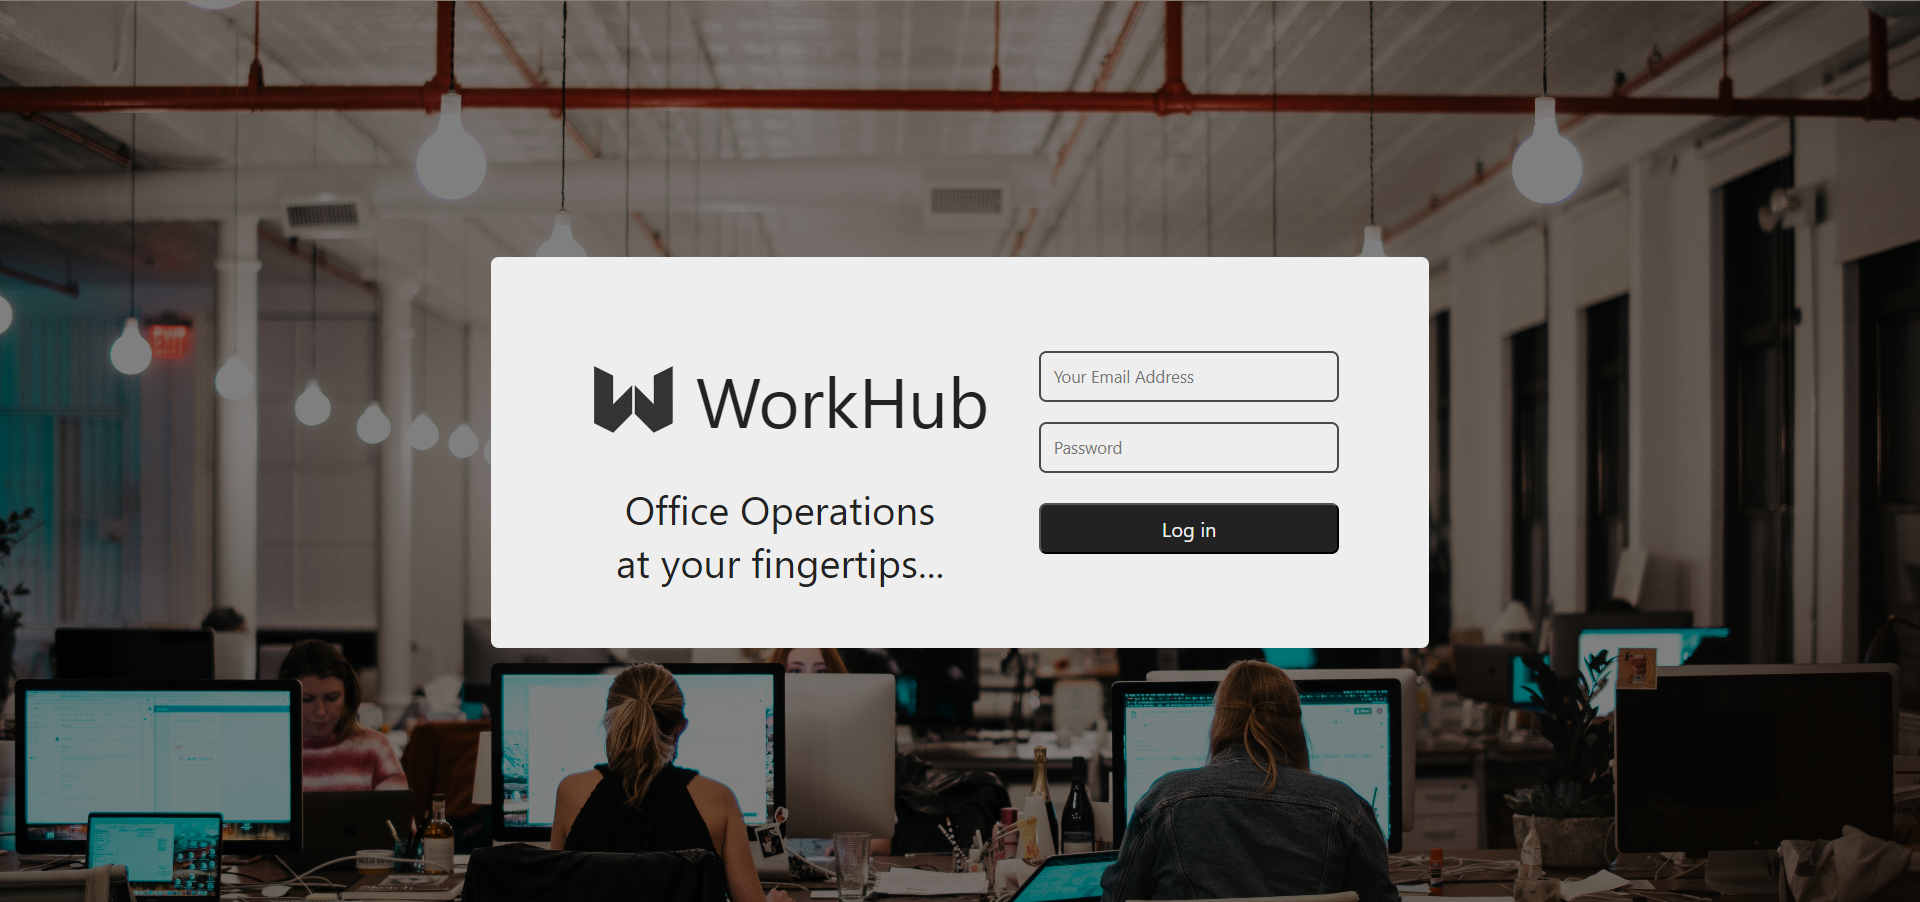 WorkHub
Office Operations
at your fingertips...
Your Email Address
Password
Log in